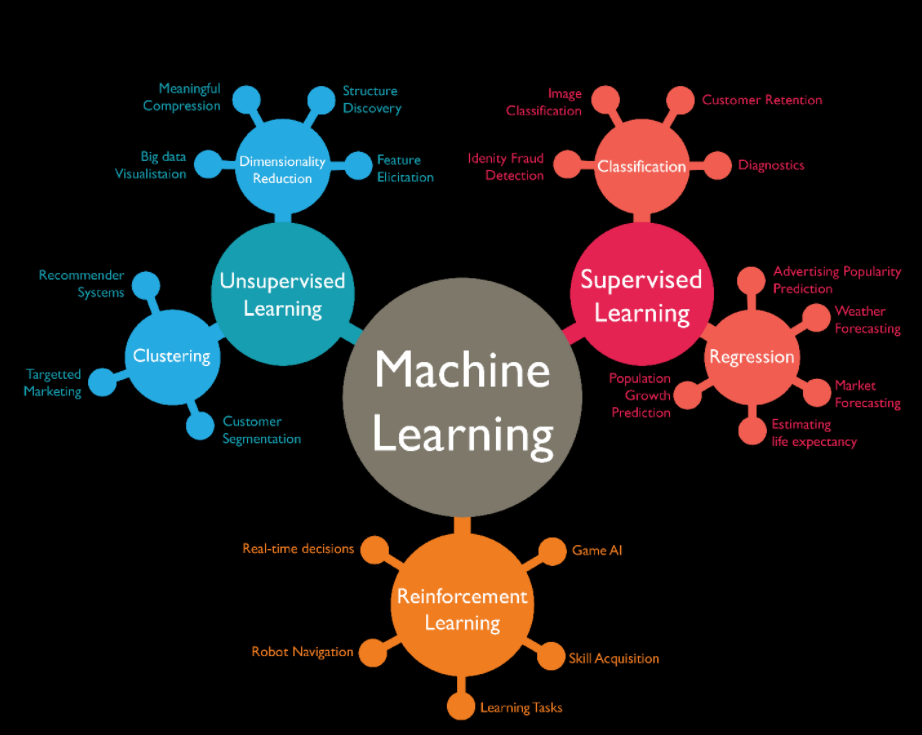 Meaningful
Compression
Structure
Discovery
Big data
Visualistaion
Dimensionality
Reduction
Feature
Elicitation
Recommender
Systems
Unsupervised
Learning
Clustering
Targetted
Marketing
Customer
Segmentation
Machine
Learning
Image
Classification
Customer Retention
Idenity Fraud
Detection
Classification
Diagnostics
Supervised
Learning
Advertising Popularity
Prediction
Weather
Forecasting
Regression
Population
Growth
Prediction
Market
Forecasting
Estimating
life expectancy
Real-time decisions
Game AI
Reinforcement
Learning
Robot Navigation
Skill Acquisition
Learning Tasks